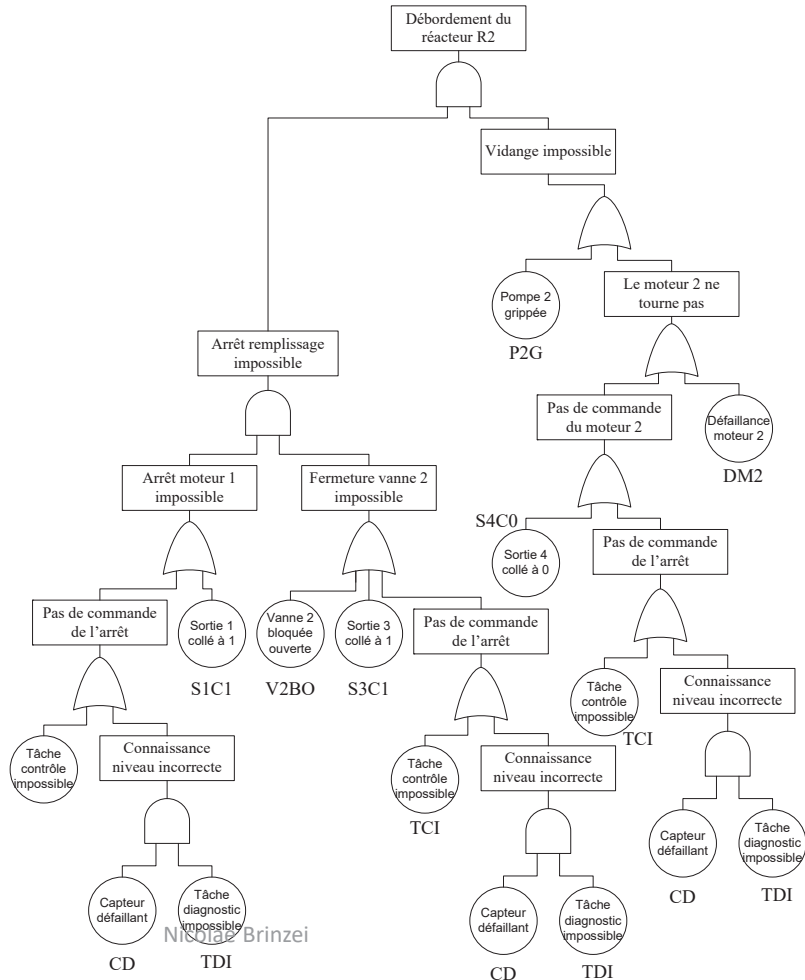 Débordement du
réacteur R2
Vidange impossible
Pompe 2
grippée
P2G
Le moteur 2 ne
tourne pas
Arrêt remplissage
impossible
Pas de commande
du moteur 2
Défaillance
moteur 2
DM2
Arrêt moteur 1
impossible
Fermeture vanne 2
impossible
S4C0
Sortie 4
collé à 0
Pas de commande
de l'arrêt
Pas de commande
de l'arrêt
Sortie 1
collé à 1
S1C1
Vanne 2
bloquée
ouverte
V2BO
Sortie 3
collé à 1
S3C1
Pas de commande
de l'arrêt
Tâche
contrôle
impossible
TCI
Connaissance
niveau incorrecte
Tâche
contrôle
impossible
Connaissance
niveau incorrecte
Tâche
contrôle
impossible
TCI
Connaissance
niveau incorrecte
Capteur
défaillant
CD
Tâche
diagnostic
impossible
TDI
Capteur
défaillant
CD
Tâche
diagnostic
impossible
TDI
Capteur
défaillant
CD
Tâche
diagnostic
impossible
TDI
Nicolae Brinzei